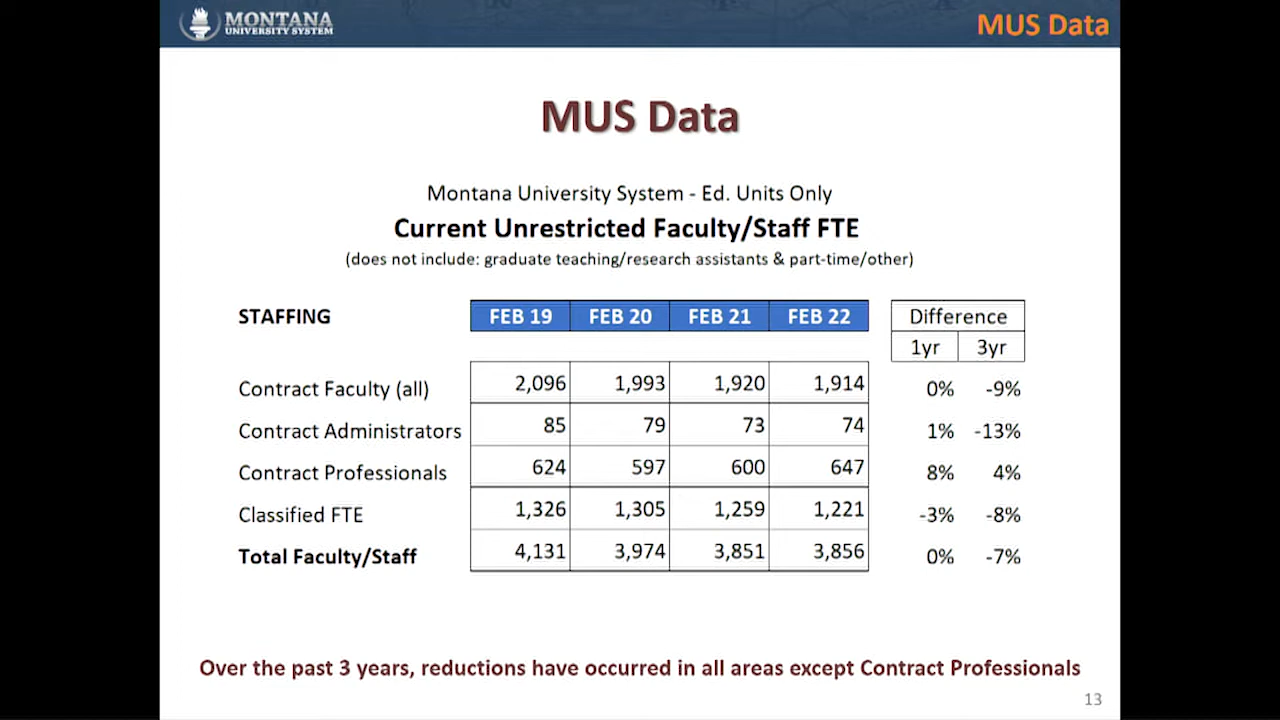 MONTANA
UNIVERSITY SYSTEM
MUS Data
MUS Data
Montana University System - Ed. Units Only
Current Unrestricted Faculty/Staff FTE
(does not include: graduate teaching/research assistants & part-time/other)
STAFFING FEB 19 FEB 20 FEB 21 FEB 22 Difference
1yr 3yr
Contract Faculty (all) 2,096 1,993 1,920 1,914 0% -9%
Contract Administrators 85 79 73 74 1% -13%
Contract Professionals 624 597 600 647 8% 4%
Classified FTE 1,326 1,305 1,259 1,221 -3% -8%
Total Faculty/Staff 4,131 3,974 3,851 3,856 0% -7%
Over the past 3 years, reductions have occurred in all areas except Contract Professionals
13